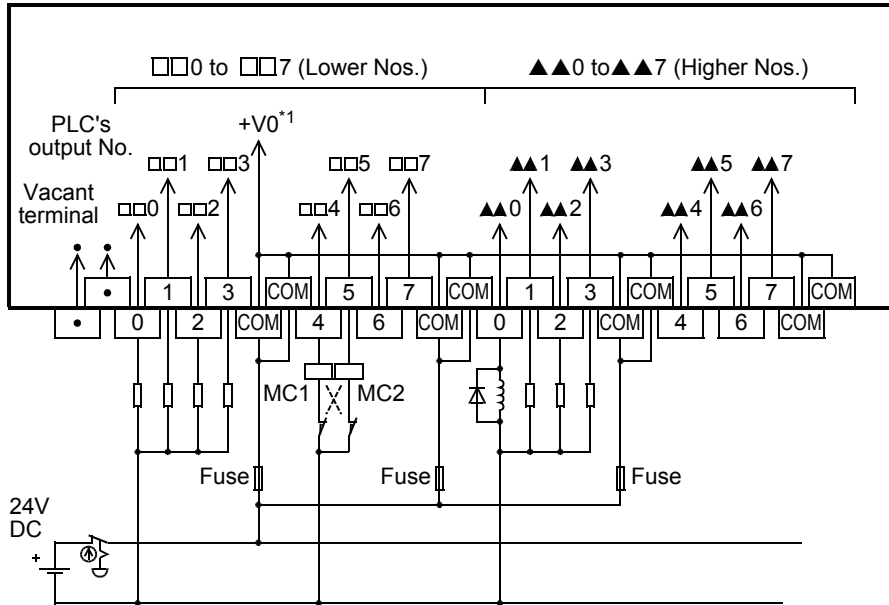 □□0 to □□7 (Lower Nos.) ▲▲0 to▲▲7 (Higher Nos.)
PLC's
output No.
+V0*1
□□1 □□3 □□5 □□7 ▲▲1 ▲▲3 ▲▲5 ▲▲7
Vacant
terminal
□□0 □□2 □□4 □□6 ▲▲0 ▲▲2 ▲▲4 ▲▲6
• •
• 1 3 COM 5 7 COM 1 3 COM 5 7 COM
• 0 2 COM 4 6 COM 0 2 COM 4 6 COM
MC1 MC2
Fuse Fuse Fuse
24V
DC
+